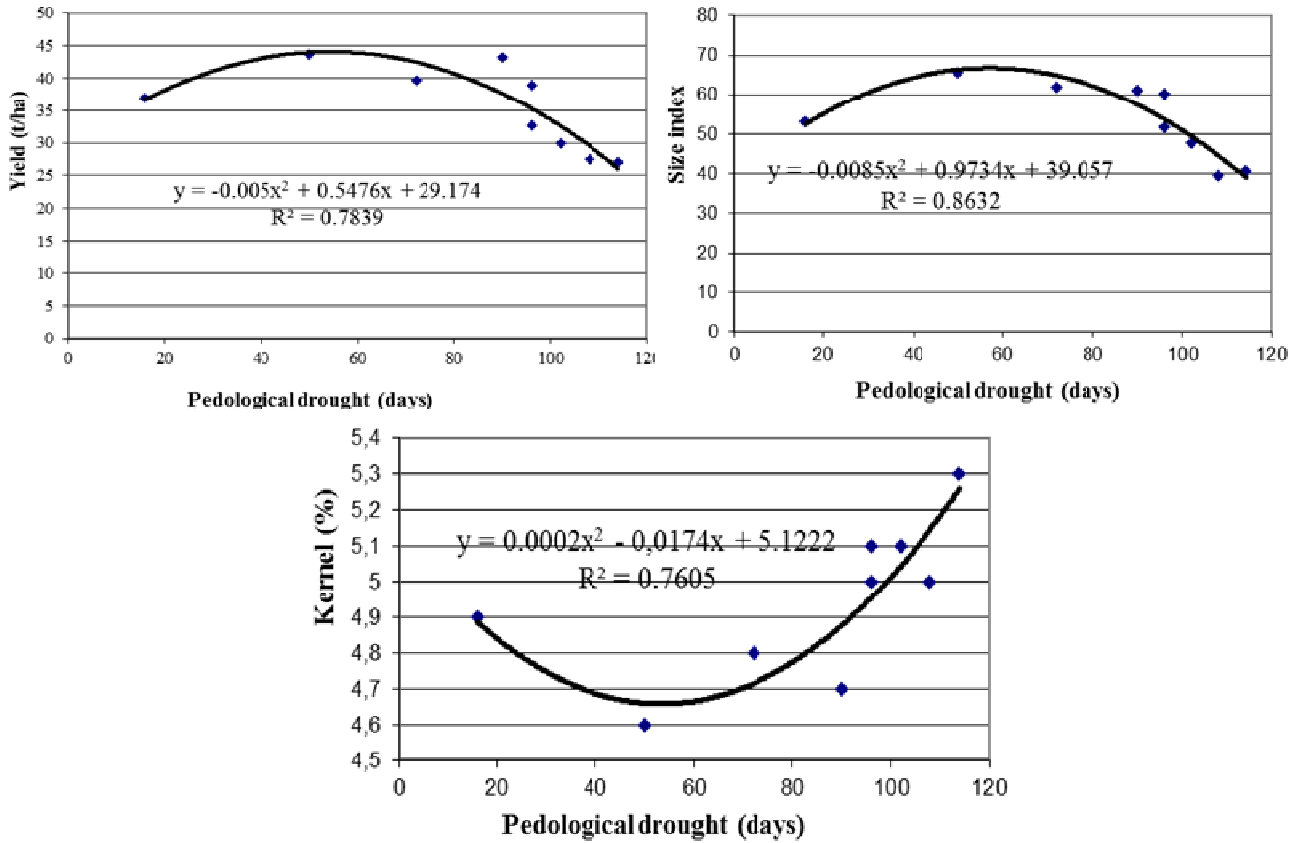 50
45
40
35
30
25
20
15
10
5
0
Yield (t/ha)
y = -0.005x² + 0.5476x + 29.174
R² = 0.7839
0 20 40 60 80 100 120
Pedological drought (days)
80
70
60
50
40
30
20
10
0
Size index
y = -0.0085x² + 0.9734x + 39.057
R² = 0.8632
0 20 40 60 80 100 120
Pedological drought (days)
5,4
5,3
5,2
5,1
5
4,9
4,8
4,7
4,6
4,5
Kernel (%)
y = 0.0002x² - 0,0174x + 5.1222
R² = 0.7605
0 20 40 60 80 100 120
Pedological drought (days)